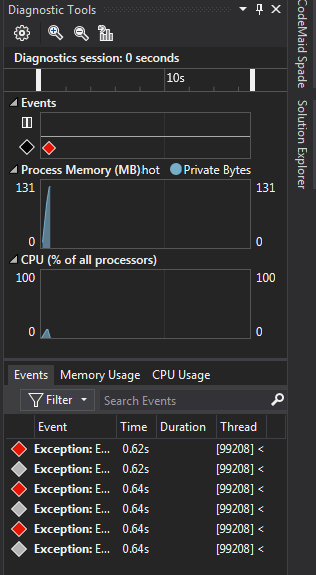 Diagnostic Tools
Diagnostics session: 0 seconds
10s
Events
Process Memory (MB).hot Private Bytes
131 131
0 0
CPU (% of all processors)
100 100
0 0
Events Memory Usage CPU Usage
Filter Search Events
Event Time Duration Thread
Exception: E... 0.62s [99208] <
Exception: E... 0.62s [99208] <
Exception: E... 0.64s [99208] <
Exception: E... 0.64s [99208] <
Exception: E... 0.64s [99208] <
Exception: E... 0.64s [99208] <
CodeMaid Spade
Solution Explorer